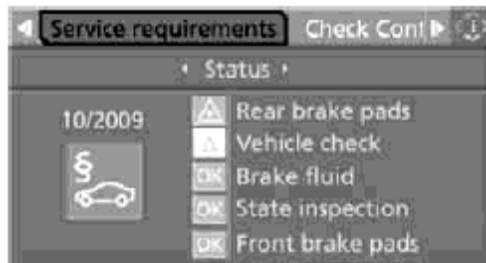 Service requirements Check Cont i
Status
10/2009
§
Rear brake pads
Vehicle check
OK Brake fluid
OK State inspection
OK Front brake pads